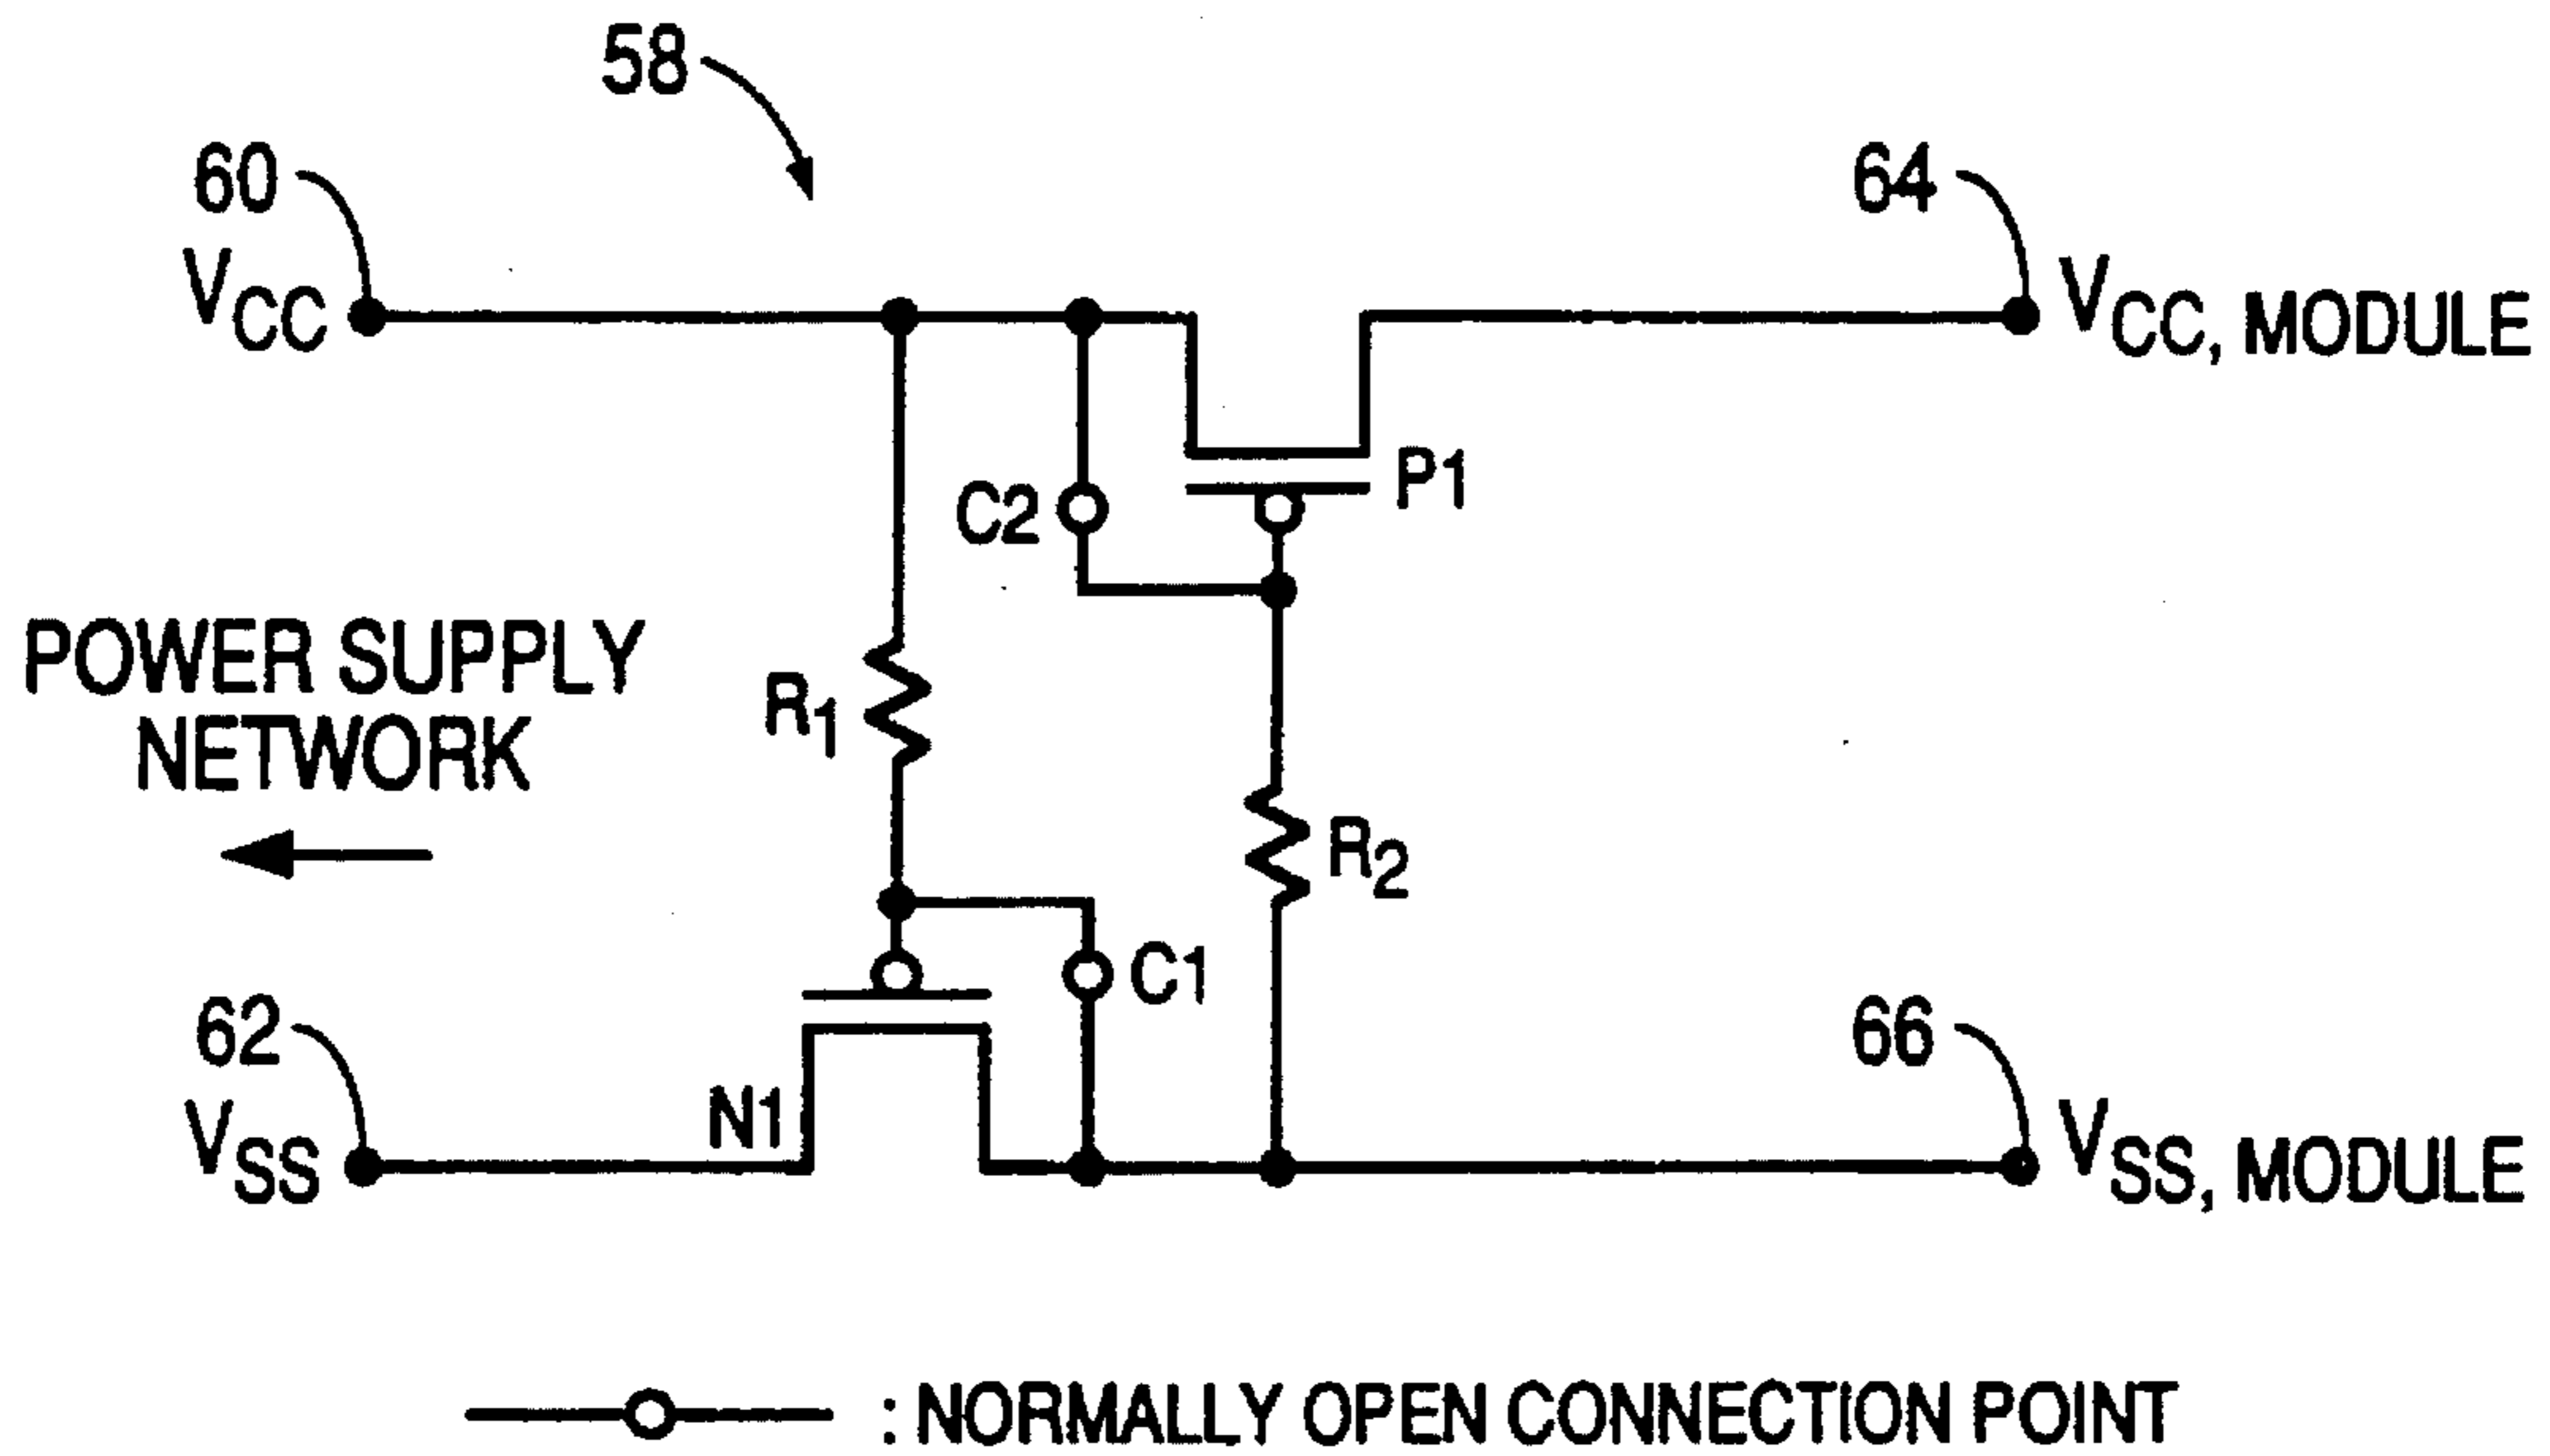 58
60
64
VCC
VCC, MODULE
P1
C2
POWER SUPPLY
NETWORK
R1
R2
C1
62
66
N1
VSS
VSS, MODULE
: NORMALLY OPEN CONNECTION POINT